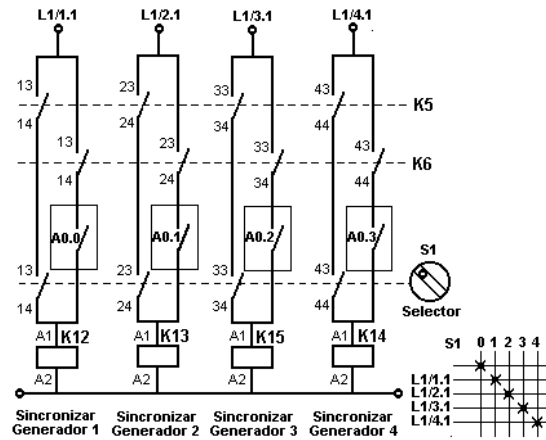 L1/1.1 L1/2.1 L1/3.1 L1/4.1
13 23 33 43
K5
14 24 34 44
13 23 33 43
K6
14 24 34 44
A0.0 A0.1 A0.2 A0.3
S1
13 23 33 43
14 24 34 44
Selector
A1 K12 A1 K13 A1 K15 A1 K14
A2 A2 A2 A2
S1 0 1 2 3 4
L1/1.1
L1/2.1
L1/3.1
L1/4.1
Sincronizar Generador 1
Sincronizar Generador 2
Sincronizar Generador 3
Sincronizar Generador 4